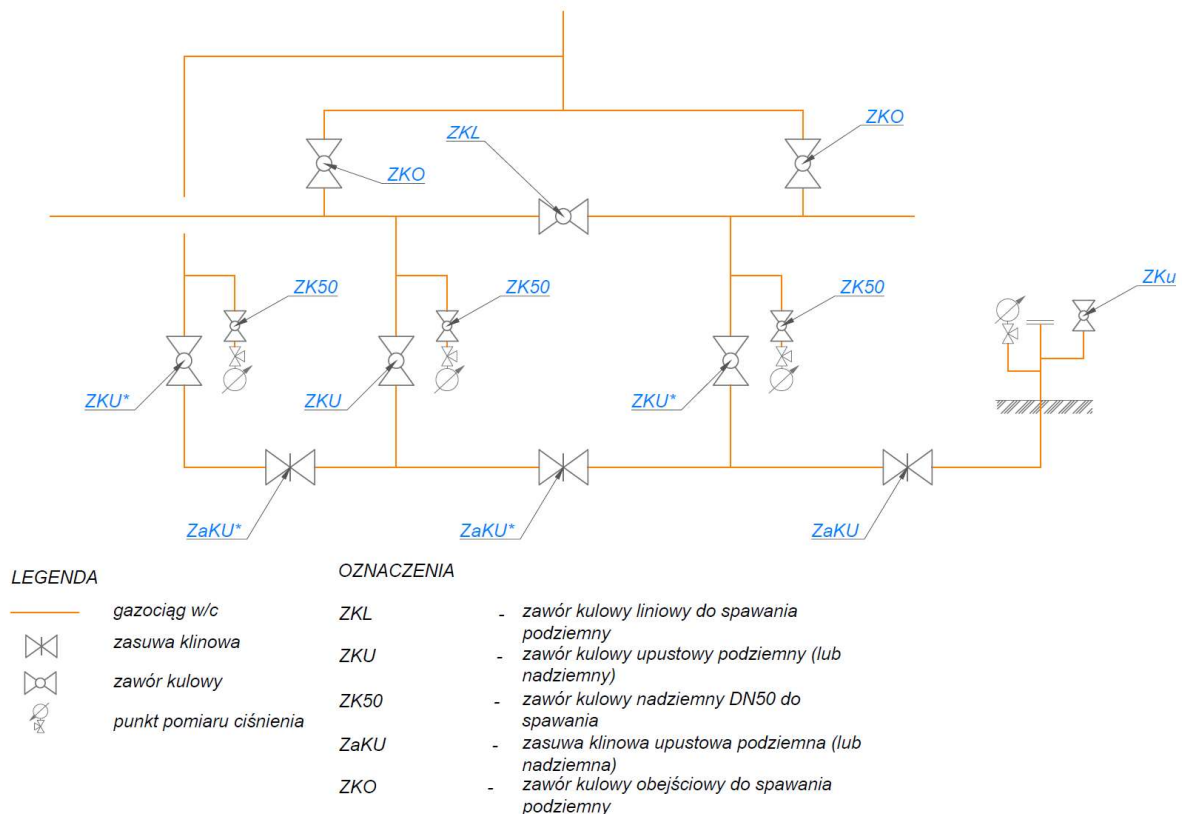 ZKO
ZKL
ZKO
ZK50
ZK50
ZK50
ZKu
ZKU*
ZKU
ZKU*
ZaKU*
ZaKU*
ZaKU
LEGENDA
gazociąg w/c
zasuwa klinowa
zawór kulowy
punkt pomiaru ciśnienia
OZNACZENIA
ZKL - zawór kulowy liniowy do spawania
podziemny
ZKU - zawór kulowy upustowy podziemny (lub
nadziemny)
ZK50 - zawór kulowy nadziemny DN50 do
spawania
ZaKU - zasuwa klinowa upustowa podziemna (lub
nadziemna)
ZKO - zawór kulowy obejściowy do spawania
podziemny